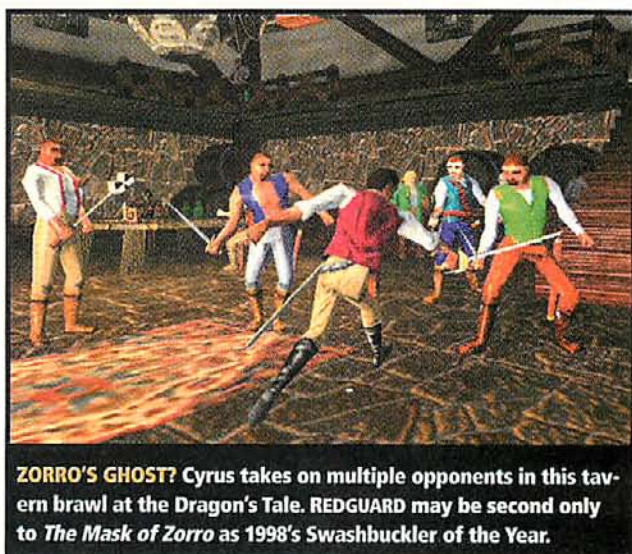 ZORRO'S GHOST? Cyrus takes on multiple opponents in this tav-
ern brawl at the Dragon's Tale. REDGUARD may be second only
to The Mask of Zorro as 1998's Swashbuckler of the Year.